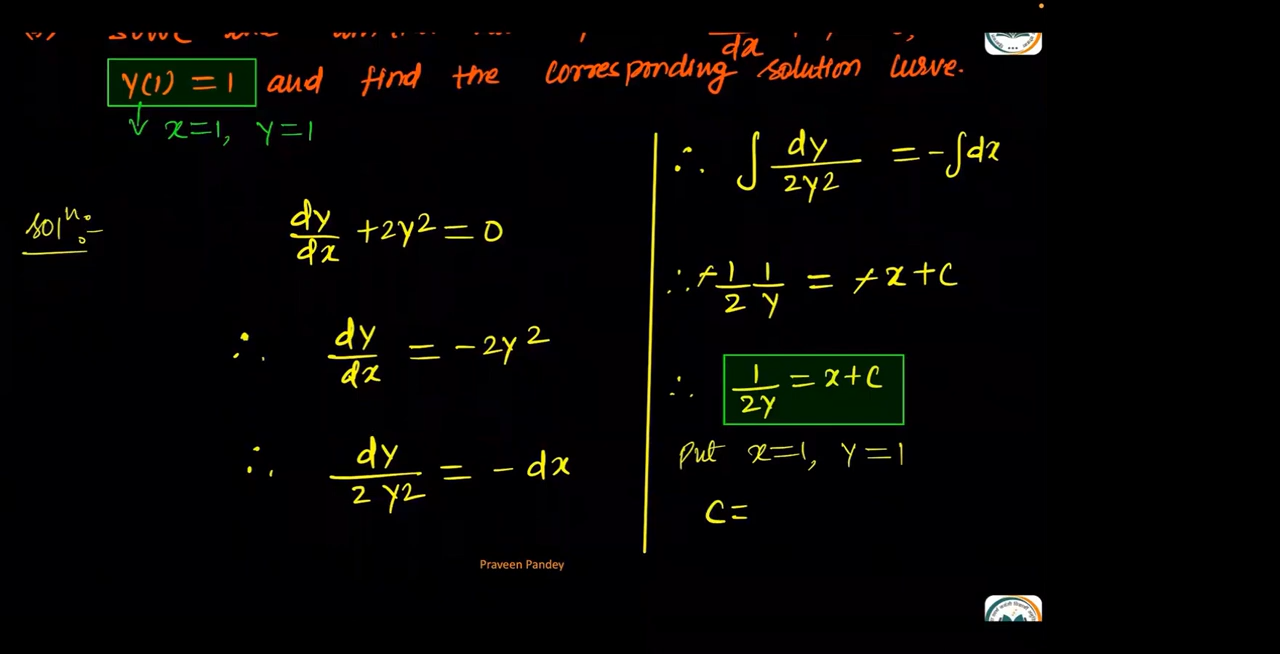 dx
y(1) = 1 and find the corresponding solution curve.
x=1, y=1
Solⁿ:-
dy/dx + 2y² = 0
∴ dy/dx = -2y²
∴ dy/2y² = -dx
∴ ∫ dy/2y² = -∫dx
∴ -1/2 1/y = -x+c
∴ 1/2y = x+c
Put x=1, y=1
C=
Praveen Pandey